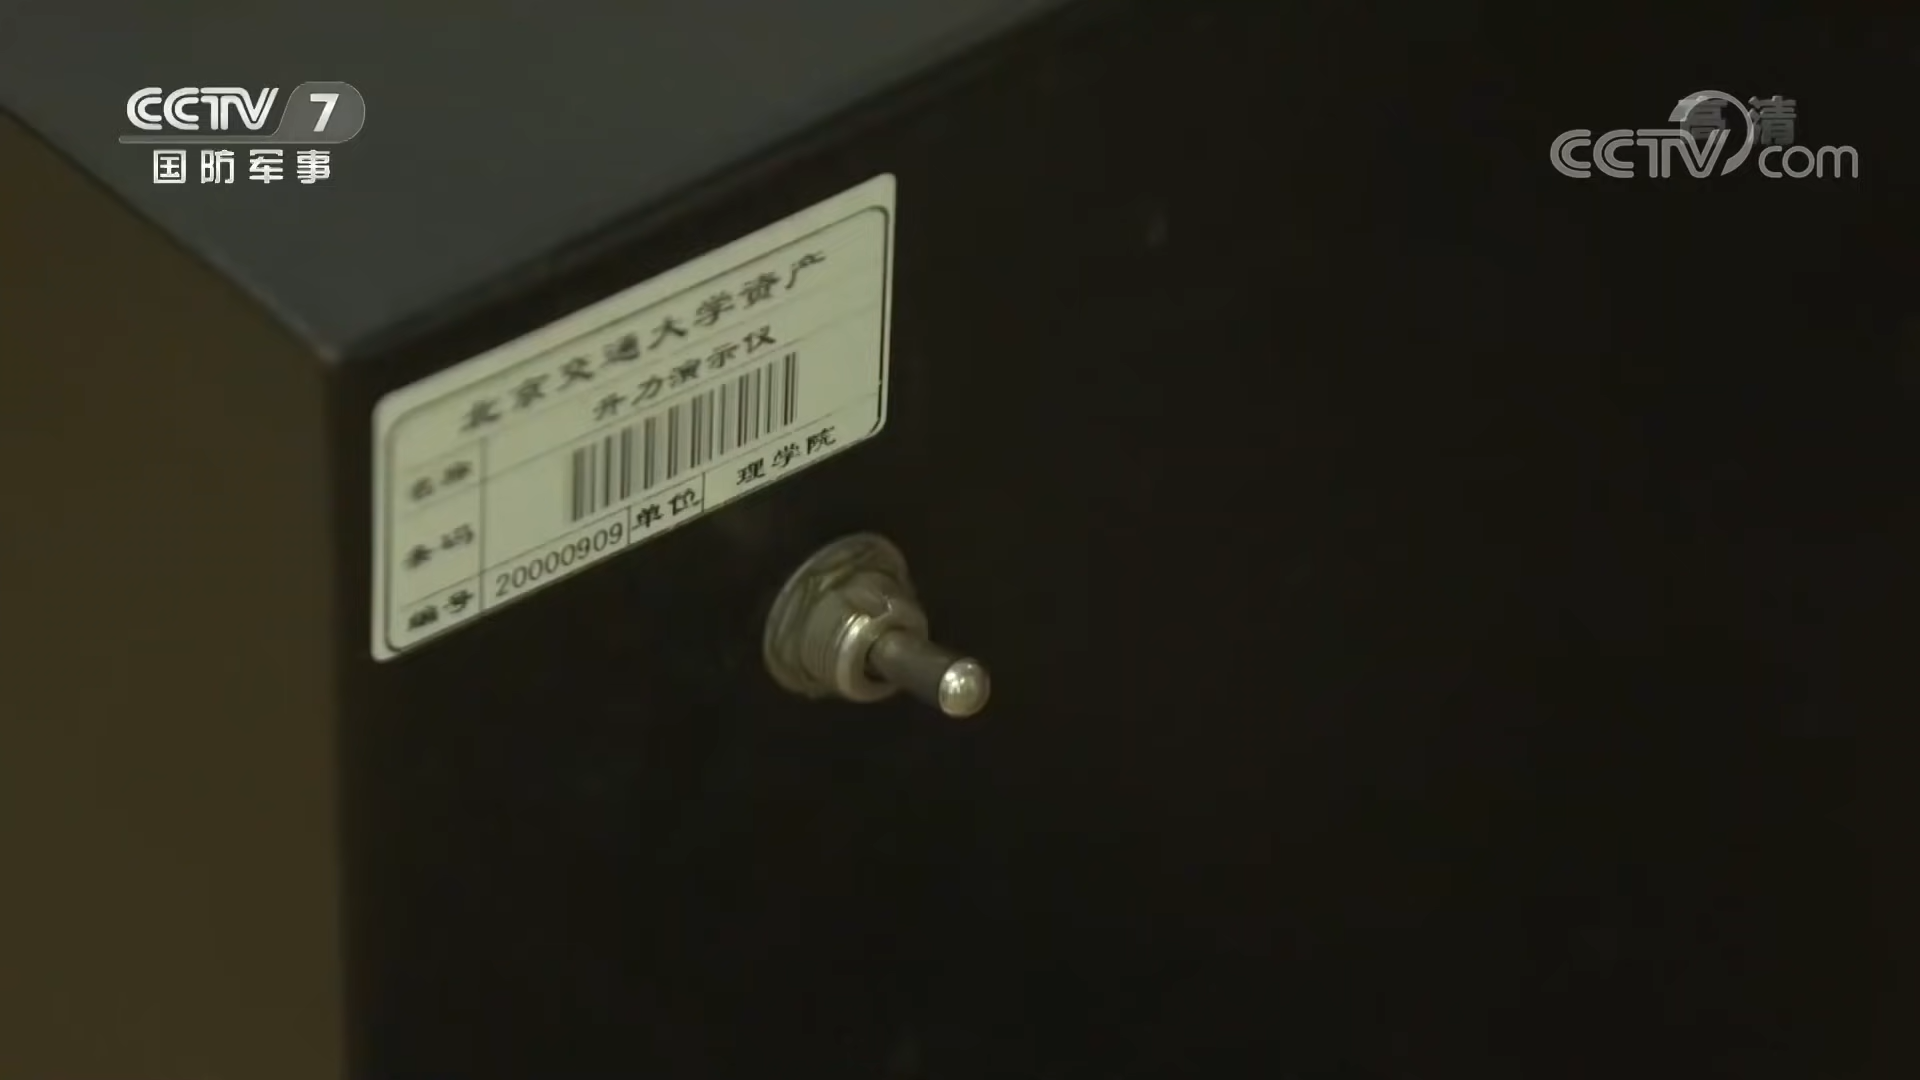 CCTV 7
国防军事
高清
CCTV.com
北京交通大学资产
名称 升力演示仪
条码
编号 20000909 单位 理学院